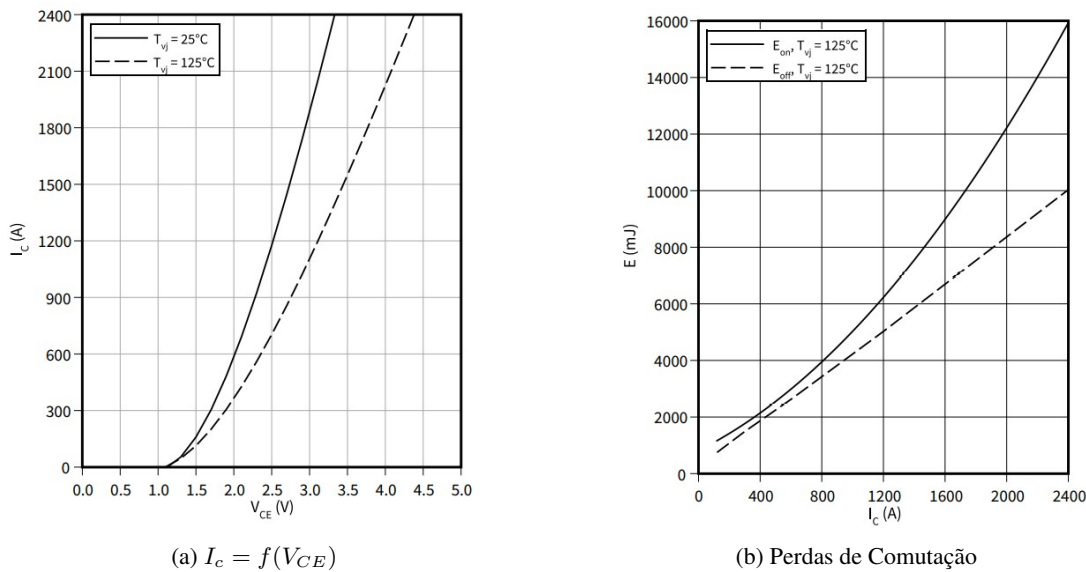 2400
2100
1800
1500
1200
900
600
300
0
I_C (A)
T_vj = 25°C
T_vj = 125°C
0.0 0.5 1.0 1.5 2.0 2.5 3.0 3.5 4.0 4.5 5.0
V_CE (V)
(a) I_c = f(V_CE)
16000
14000
12000
10000
8000
6000
4000
2000
0
E (mJ)
E_on, T_vj = 125°C
E_off, T_vj = 125°C
0 400 800 1200 1600 2000 2400
I_C (A)
(b) Perdas de Comutação